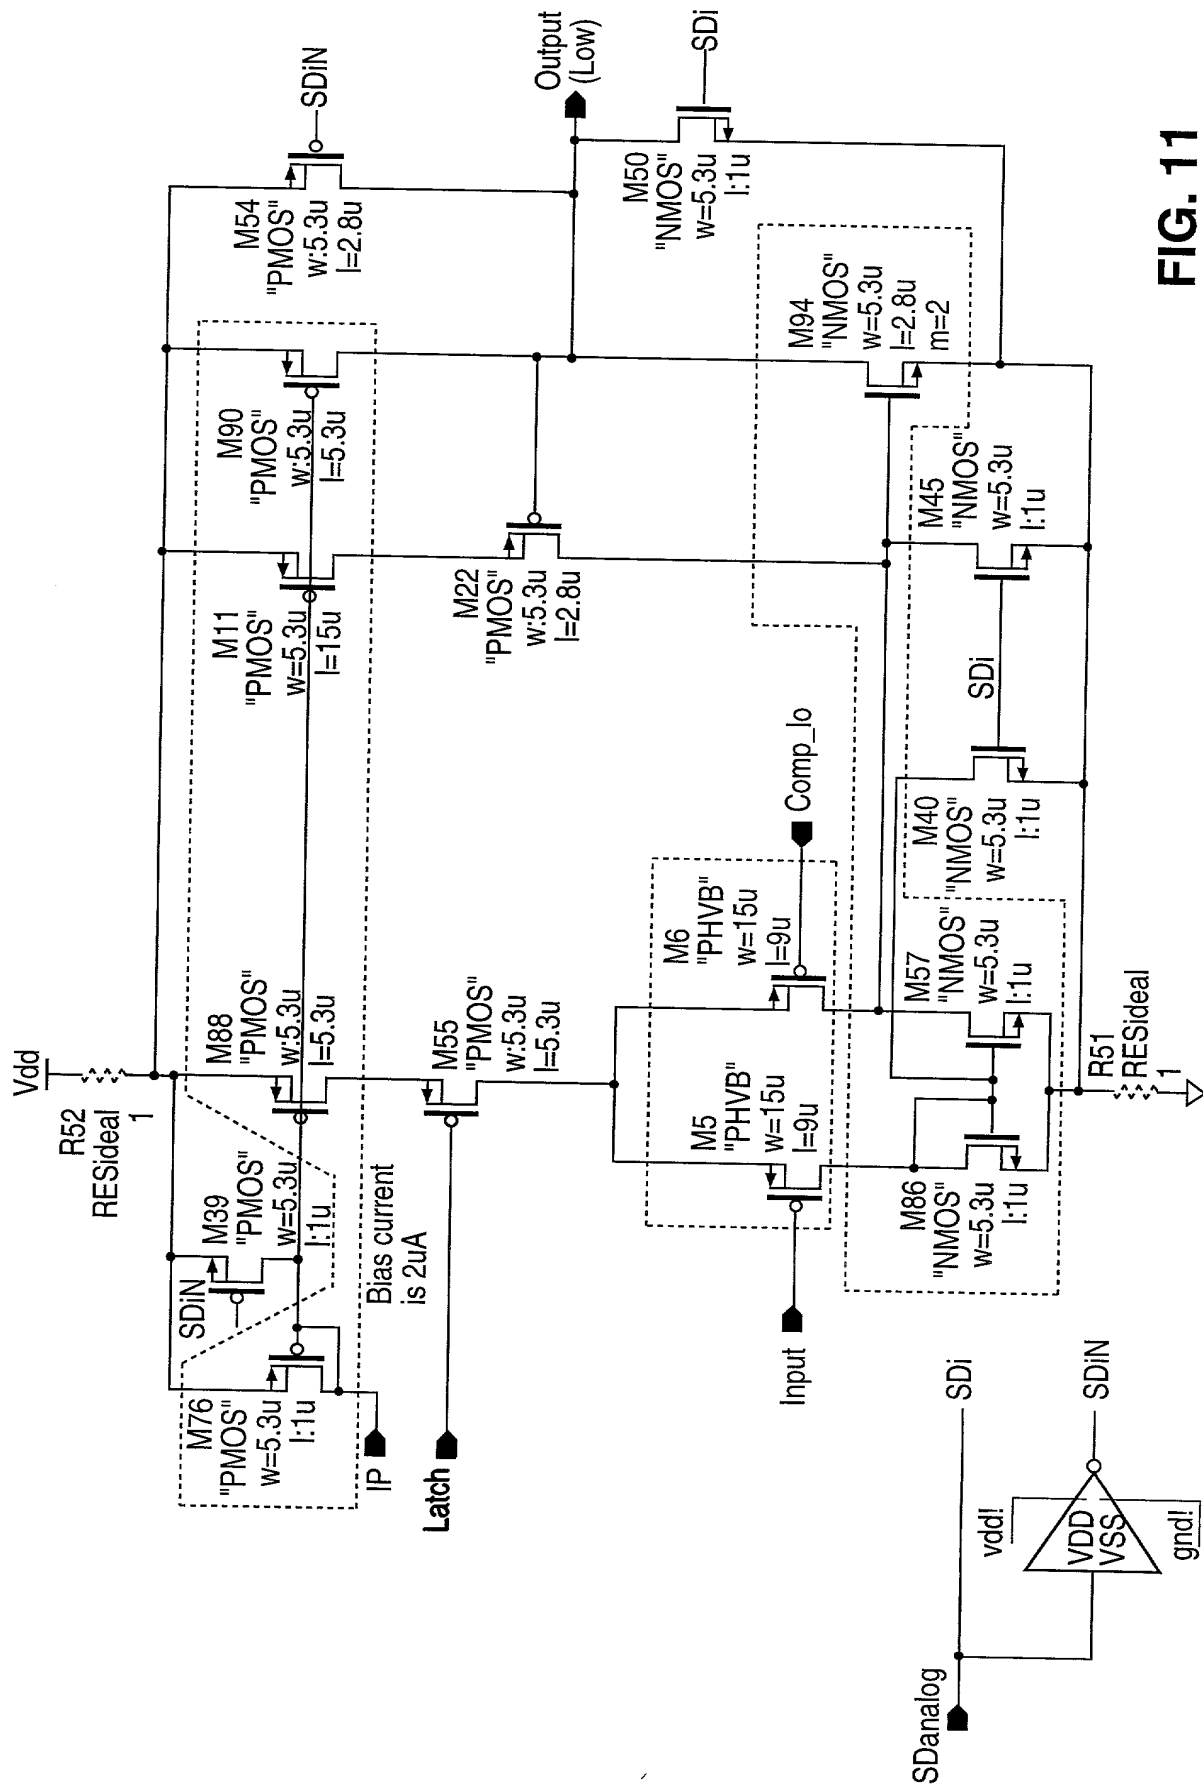 Vdd
R52
RESideal
1
M76
"PMOS"
w=5.3u
l:1u
IP
SDiN
M39
"PMOS"
w=5.3u
l:1u
M88
"PMOS"
w:5.3u
l=5.3u
M11
"PMOS"
w=5.3u
l=15u
M90
"PMOS"
w:5.3u
l=5.3u
M54
"PMOS"
w:5.3u
l=2.8u
SDiN
Bias current
is 2uA
Latch
M55
"PMOS"
w:5.3u
l=5.3u
M22
"PMOS"
w:5.3u
l=2.8u
Output
(Low)
M50
"NMOS"
w=5.3u
l:1u
SDi
Input
M5
"PHVB"
w=15u
l=9u
M6
"PHVB"
w=15u
l=9u
Comp_lo
M94
"NMOS"
w=5.3u
l=2.8u
m=2
M86
"NMOS"
w=5.3u
l:1u
M57
"NMOS"
w=5.3u
l:1u
M40
"NMOS"
w=5.3u
l:1u
SDi
M45
"NMOS"
w=5.3u
l:1u
R51
RESideal
1
SDanalog
SDi
vdd!
VDD
VSS
gnd!
SDiN
FIG. 11